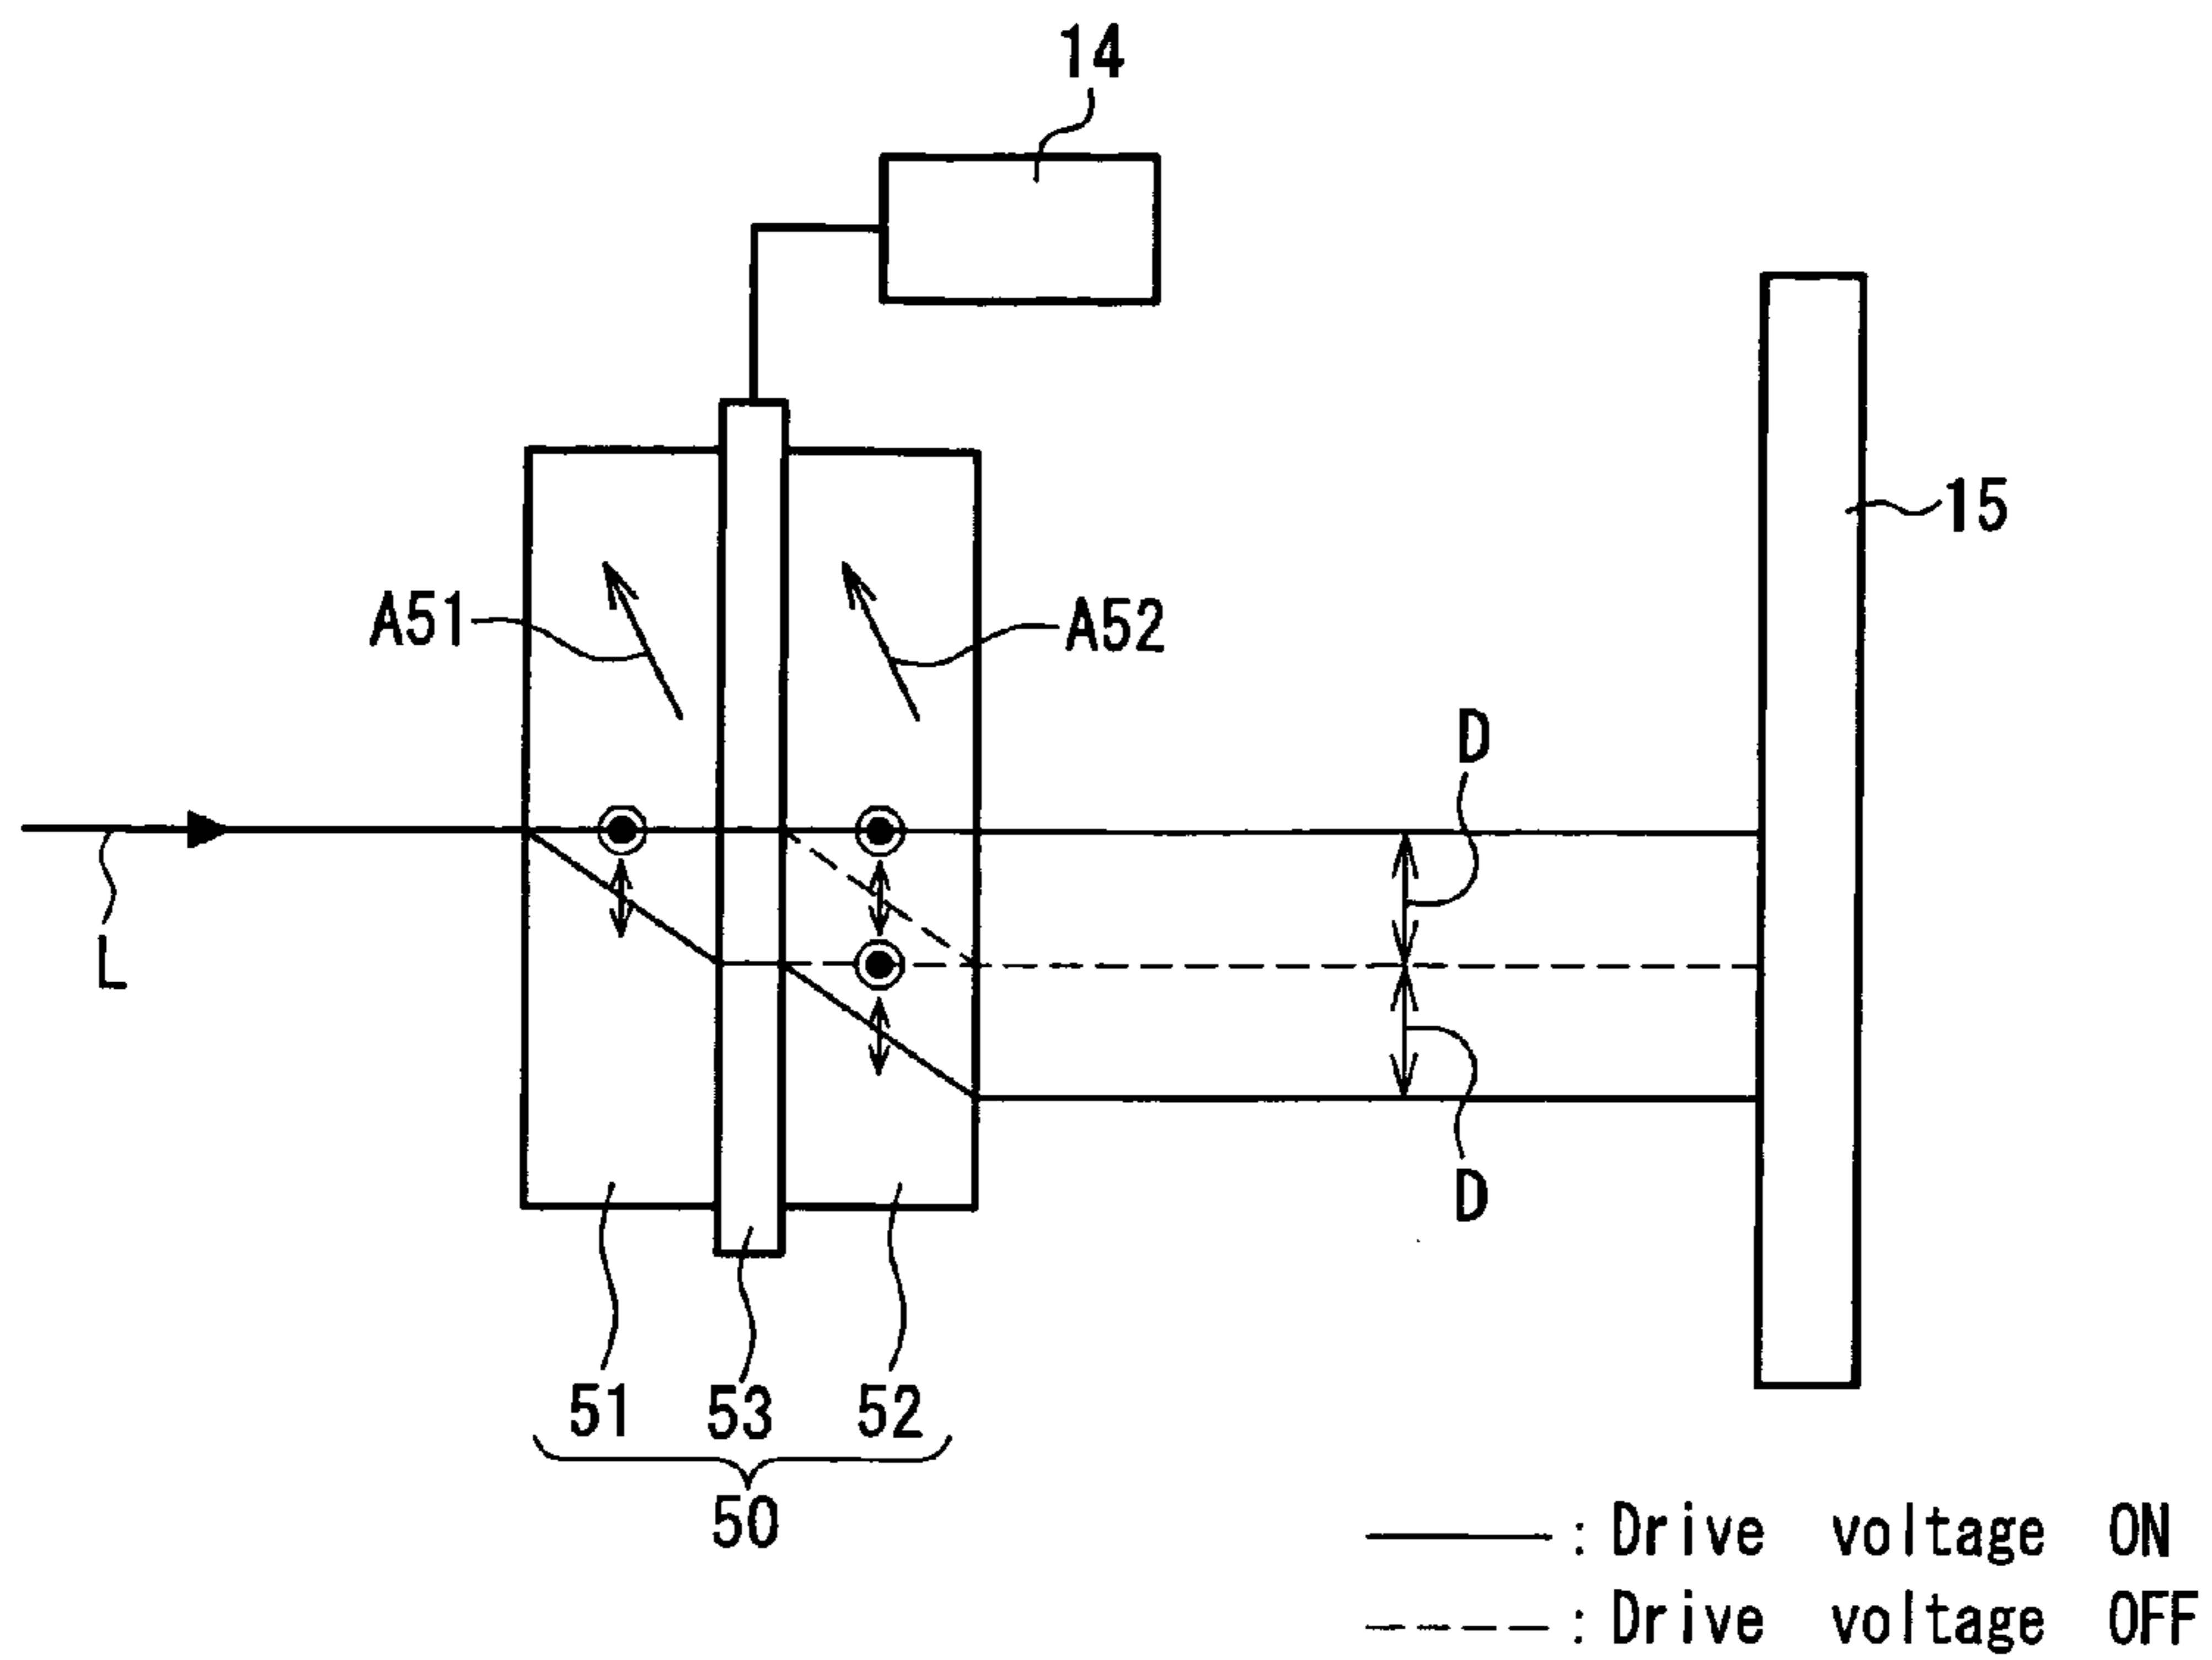 14
15
A51
A52
D
L
D
51
53
52
50
: Drive voltage ON
: Drive voltage OFF